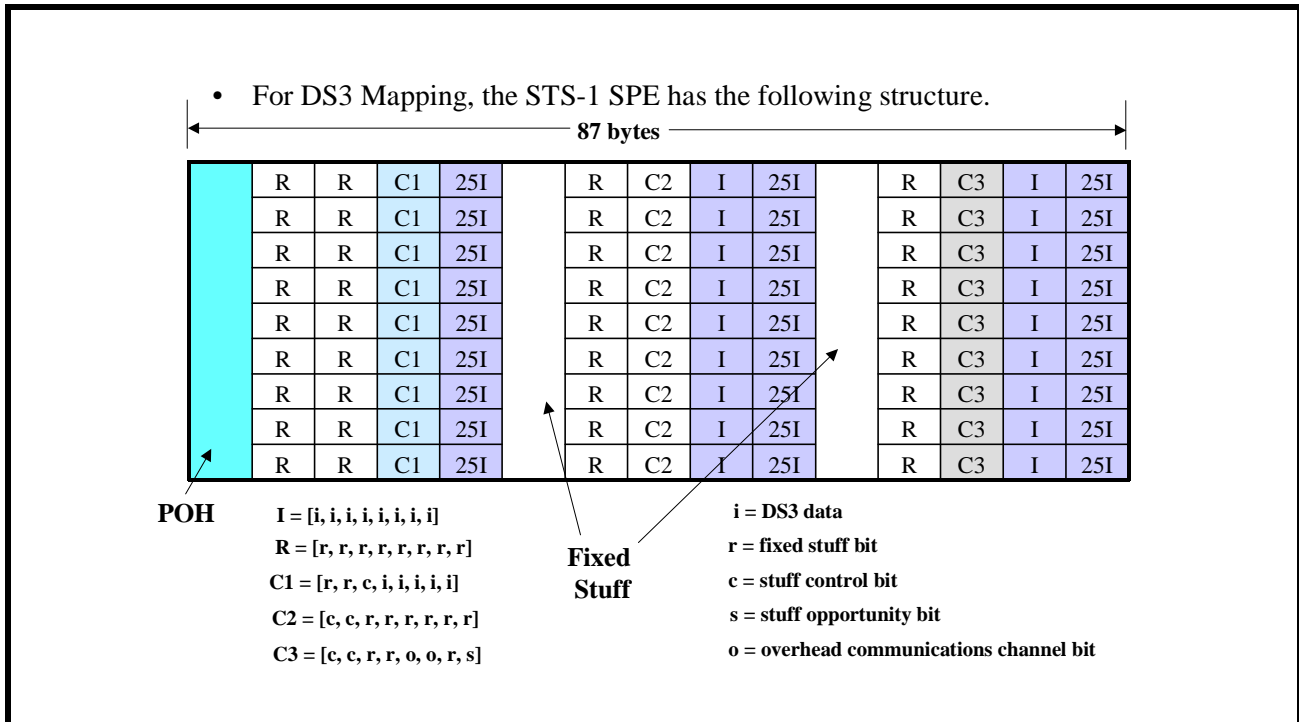 • For DS3 Mapping, the STS-1 SPE has the following structure.
87 bytes
R R C1 25I R C2 I 25I R C3 I 25I
R R C1 25I R C2 I 25I R C3 I 25I
R R C1 25I R C2 I 25I R C3 I 25I
R R C1 25I R C2 I 25I R C3 I 25I
R R C1 25I R C2 I 25I R C3 I 25I
R R C1 25I R C2 I 25I R C3 I 25I
R R C1 25I R C2 I 25I R C3 I 25I
R R C1 25I R C2 I 25I R C3 I 25I
R R C1 25I R C2 I 25I R C3 I 25I
POH
I = [i, i, i, i, i, i, i, i]
R = [r, r, r, r, r, r, r, r]
C1 = [r, r, c, i, i, i, i, i]
C2 = [c, c, r, r, r, r, r, r]
C3 = [c, c, r, r, o, o, r, s]
Fixed
Stuff
i = DS3 data
r = fixed stuff bit
c = stuff control bit
s = stuff opportunity bit
o = overhead communications channel bit